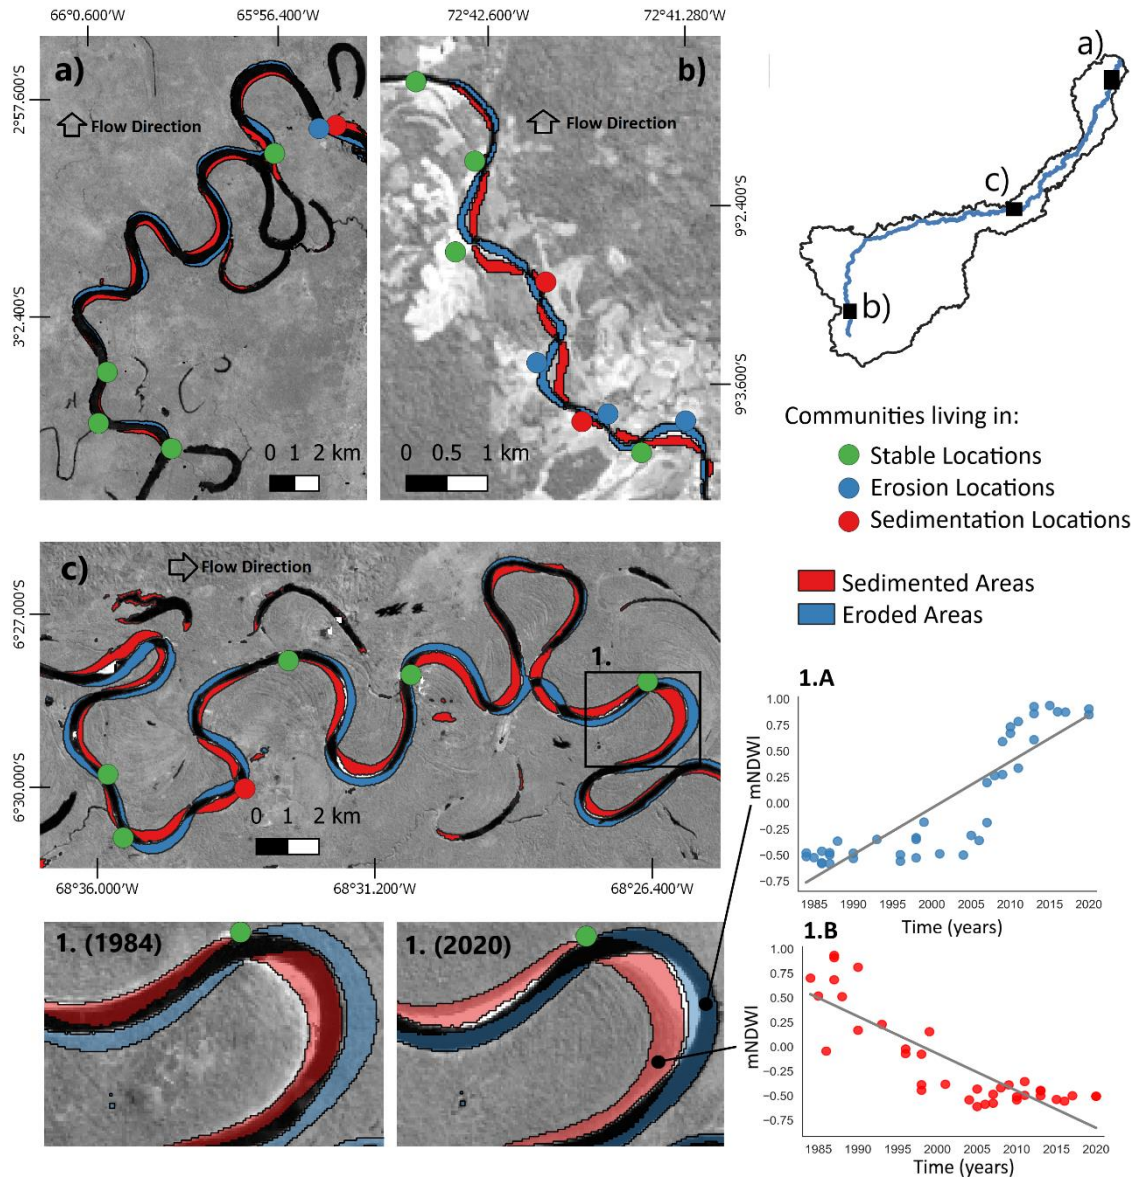 66°0.600'W
65°56.400'W
72°42.600'W
72°41.280'W
a)
Flow Direction
2°57.600'S
3°2.400'S
0 1 2 km
b)
Flow Direction
9°2.400'S
9°3.600'S
0 0.5 1 km
a)
c)
b)
Communities living in:
Stable Locations
Erosion Locations
Sedimentation Locations
Sedimented Areas
Eroded Areas
c)
Flow Direction
6°27.000'S
6°30.000'S
1.
0 1 2 km
68°36.000'W
68°31.200'W
68°26.400'W
1. (1984)
1. (2020)
1.A
mNDWI
1.00
0.75
0.50
0.25
0.00
−0.25
−0.50
−0.75
1985 1990 1995 2000 2005 2010 2015 2020
Time (years)
1.B
mNDWI
1.00
0.75
0.50
0.25
0.00
−0.25
−0.50
−0.75
1985 1990 1995 2000 2005 2010 2015 2020
Time (years)